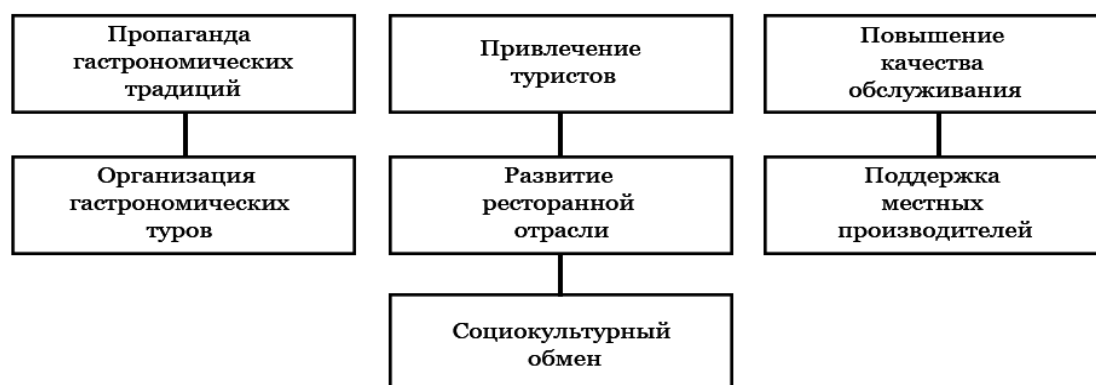 Пропаганда
гастрономических
традиций
Привлечение
туристов
Повышение
качества
обслуживания
Организация
гастрономических
туров
Развитие
ресторанной
отрасли
Поддержка
местных
производителей
Социокультурный
обмен